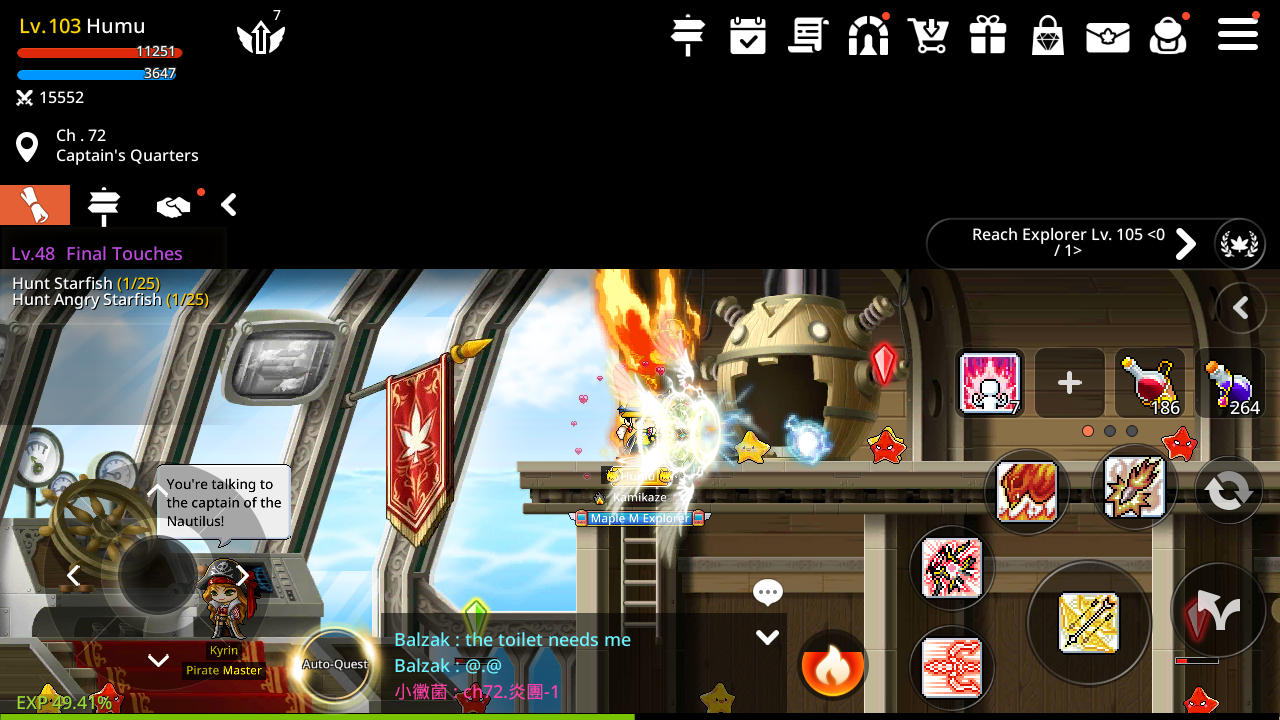 Lv.103 Humu
7
11251
3647
15552
Ch . 72
Captain's Quarters
Lv.48 Final Touches
Hunt Starfish (1/25)
Hunt Angry Starfish (1/25)
Reach Explorer Lv. 105 <0
/ 1>
7
186
264
You're talking to
the captain of the
Nautilus!
Humu
Kamikaze
Maple M Explorer
Kyrin
Pirate Master
Auto-Quest
Balzak : the toilet needs me
Balzak : @.@
小黴菌 : ch72.炎團-1
EXP 49.41%